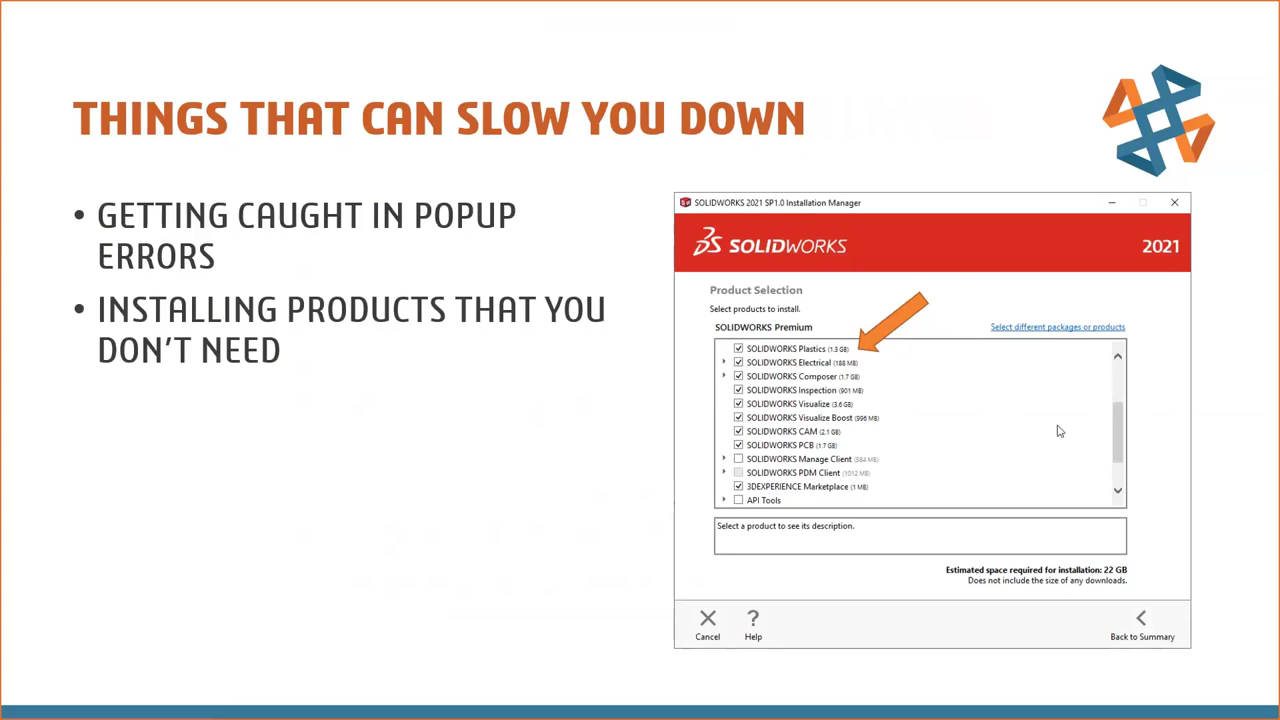 THINGS THAT CAN SLOW YOU DOWN
• GETTING CAUGHT IN POPUP
ERRORS
• INSTALLING PRODUCTS THAT YOU
DON'T NEED
SOLIDWORKS 2021 SP1.0 Installation Manager
SOLIDWORKS
2021
Product Selection
Select products to install.
SOLIDWORKS Premium
Select different packages or products
SOLIDWORKS Plastics (1.3 GB)
SOLIDWORKS Electrical (188 MB)
SOLIDWORKS Composer (1.7 GB)
SOLIDWORKS Inspection (901 MB)
SOLIDWORKS Visualize (3.6 GB)
SOLIDWORKS Visualize Boost (996 MB)
SOLIDWORKS CAM (2.1 GB)
SOLIDWORKS PCB (1.7 GB)
SOLIDWORKS Manage Client (384 MB)
SOLIDWORKS PDM Client (1012 MB)
3DEXPERIENCE Marketplace (1 MB)
API Tools
Select a product to see its description.
Estimated space required for installation: 22 GB
Does not include the size of any downloads.
Cancel
Help
Back to Summary